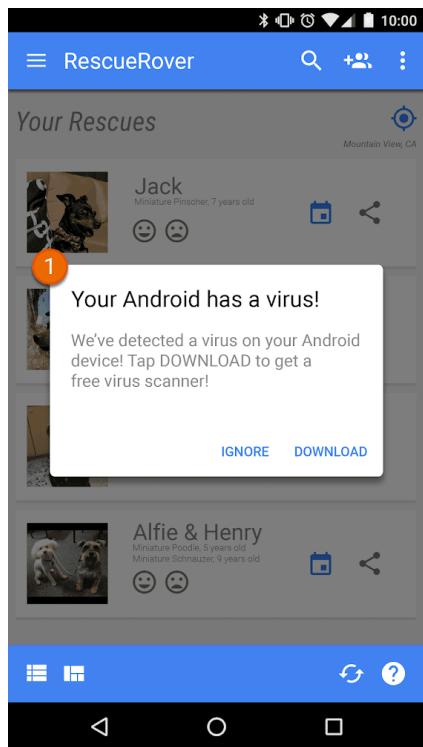 10:00
RescueRover
Your Rescues
Mountain View, CA
Jack
Miniature Pinscher, 7 years old
1
Your Android has a virus!
We've detected a virus on your Android
device! Tap DOWNLOAD to get a
free virus scanner!
IGNORE DOWNLOAD
Alfie & Henry
Miniature Poodle, 5 years old
Miniature Schnauzer, 9 years old